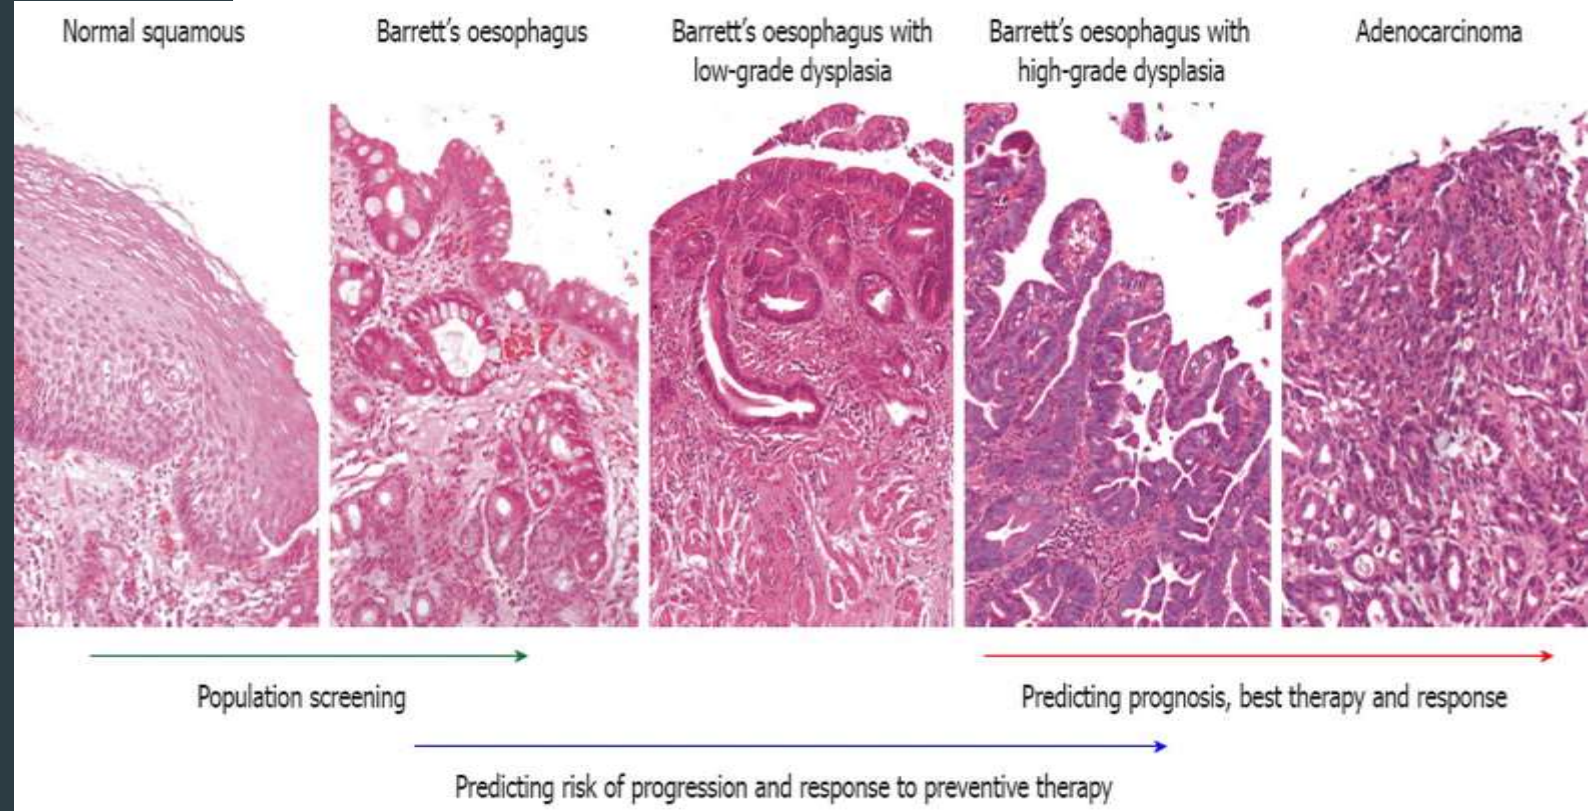 Normal squamous
Barrett's oesophagus
Barrett's oesophagus with
low-grade dysplasia
Barrett's oesophagus with
high-grade dysplasia
Adenocarcinoma
Population screening
Predicting prognosis, best therapy and response
Predicting risk of progression and response to preventive therapy